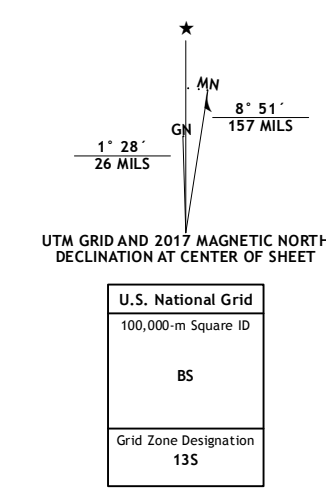 ★
MN
8° 51´
157 MILS
GN
1° 28´
26 MILS
UTM GRID AND 2017 MAGNETIC NORTH
DECLINATION AT CENTER OF SHEET
U.S. National Grid
100,000-m Square ID
BS
Grid Zone Designation
13S